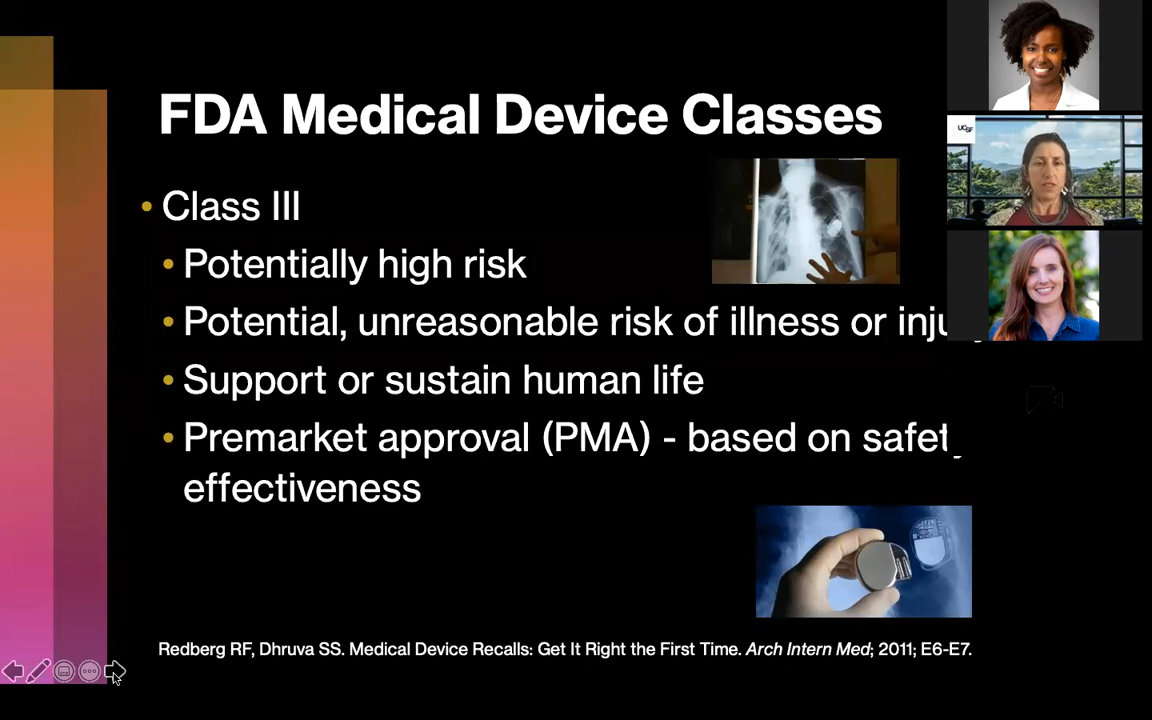 FDA Medical Device Classes
• Class III
• Potentially high risk
• Potential, unreasonable risk of illness or
• Support or sustain human life
• Premarket approval (PMA) - based on
effectiveness
Redberg RF, Dhruva SS. Medical Device Recalls: Get It Right the First Time. Arch Intern Med; 2011; E6-E7.
UCSF